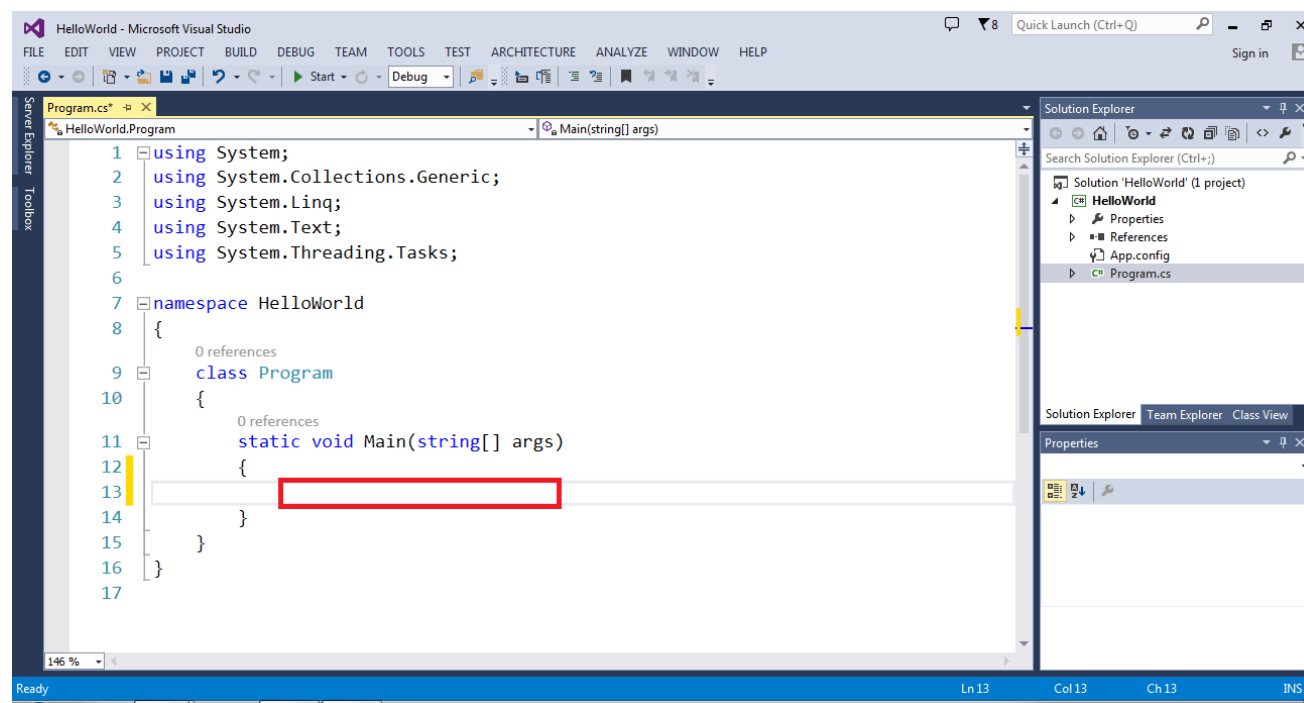 HelloWorld - Microsoft Visual Studio
8
Quick Launch (Ctrl+Q)
FILE EDIT VIEW PROJECT BUILD DEBUG TEAM TOOLS TEST ARCHITECTURE ANALYZE WINDOW HELP
Sign in
Start
Debug
Server Explorer
Toolbox
Program.cs*
HelloWorld.Program
Main(string[] args)
1 using System;
2 using System.Collections.Generic;
3 using System.Linq;
4 using System.Text;
5 using System.Threading.Tasks;
6
7 namespace HelloWorld
8 {
0 references
9 class Program
10 {
0 references
11 static void Main(string[] args)
12 {
13
14 }
15 }
16 }
17
146 %
Solution Explorer
Search Solution Explorer (Ctrl+;)
Solution 'HelloWorld' (1 project)
C# HelloWorld
Properties
References
App.config
C# Program.cs
Solution Explorer Team Explorer Class View
Properties
Ready
Ln 13
Col 13
Ch 13
INS